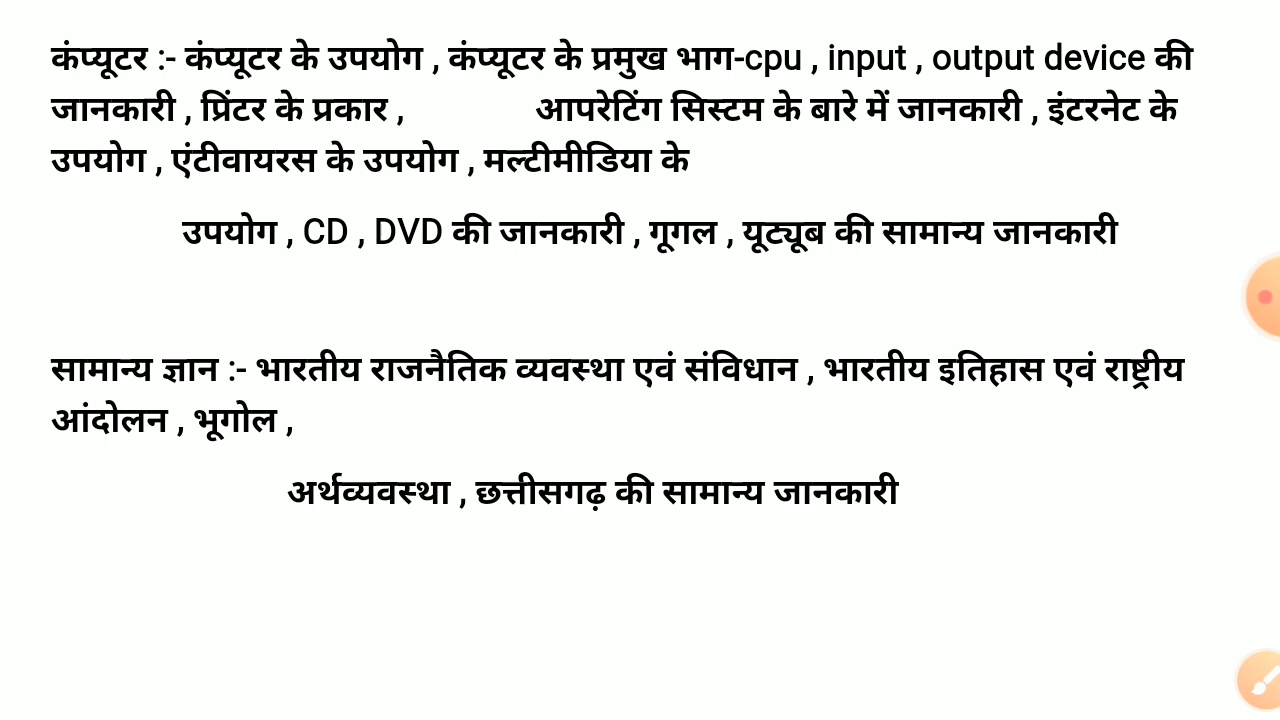 कंप्यूटर :- कंप्यूटर के उपयोग , कंप्यूटर के प्रमुख भाग-cpu , input , output device की
जानकारी , प्रिंटर के प्रकार , आपरेटिंग सिस्टम के बारे में जानकारी , इंटरनेट के
उपयोग , एंटीवायरस के उपयोग , मल्टीमीडिया के
उपयोग , CD , DVD की जानकारी , गूगल , यूट्यूब की सामान्य जानकारी
सामान्य ज्ञान :- भारतीय राजनैतिक व्यवस्था एवं संविधान , भारतीय इतिहास एवं राष्ट्रीय
आंदोलन , भूगोल ,
अर्थव्यवस्था , छत्तीसगढ़ की सामान्य जानकारी